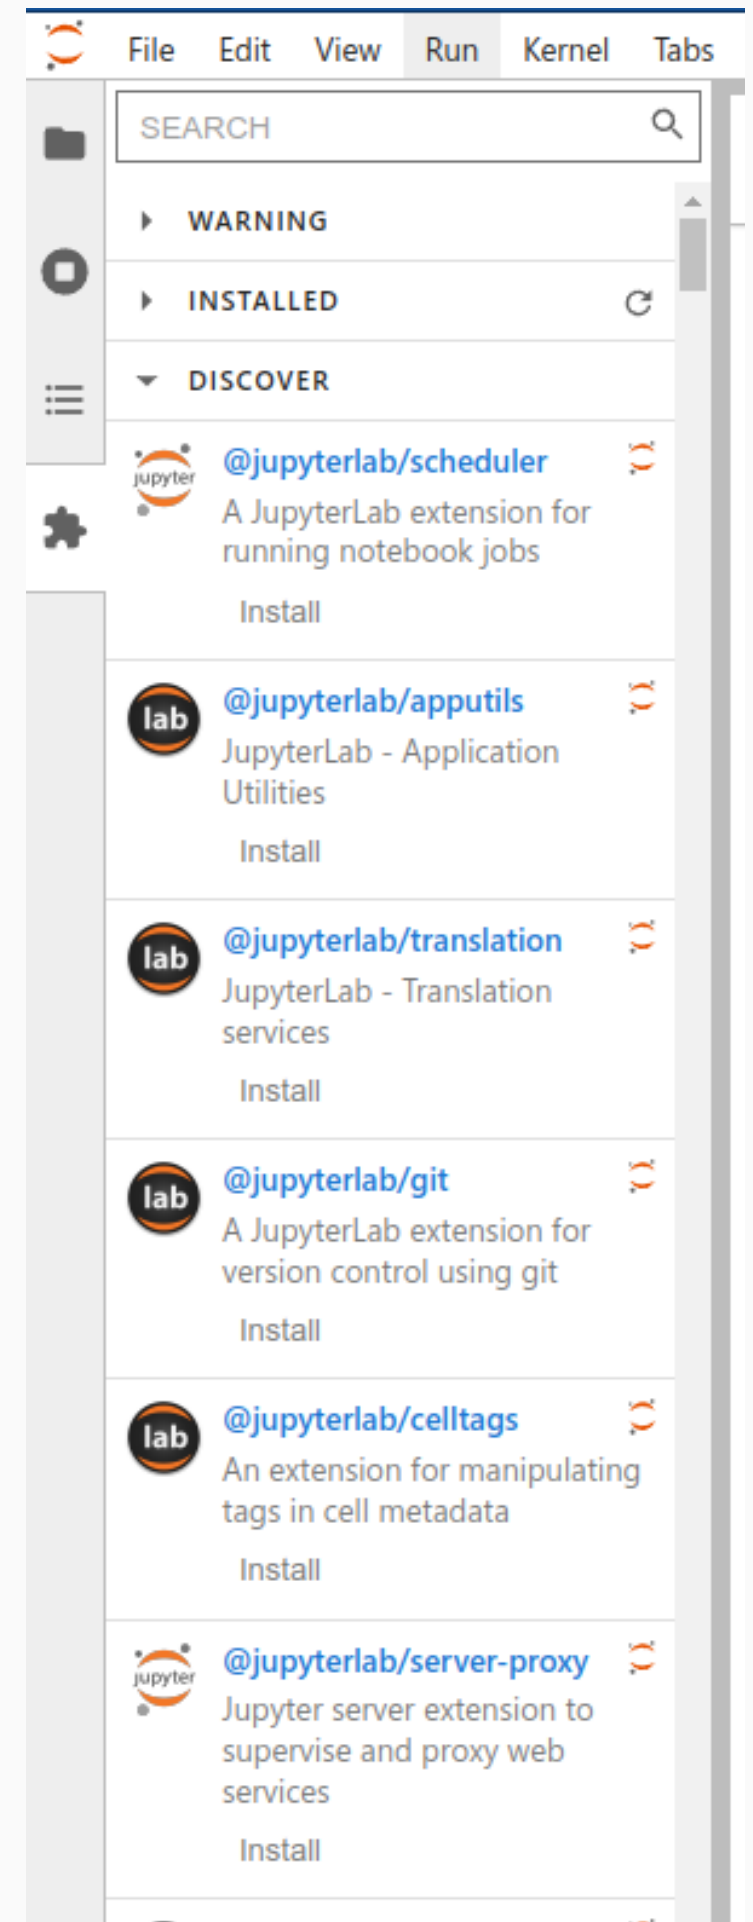 File Edit View Run Kernel Tabs
SEARCH
WARNING
INSTALLED
DISCOVER
jupyter
@jupyterlab/scheduler
A JupyterLab extension for
running notebook jobs
Install
lab
@jupyterlab/apputils
JupyterLab - Application
Utilities
Install
lab
@jupyterlab/translation
JupyterLab - Translation
services
Install
lab
@jupyterlab/git
A JupyterLab extension for
version control using git
Install
lab
@jupyterlab/celltags
An extension for manipulating
tags in cell metadata
Install
jupyter
@jupyterlab/server-proxy
Jupyter server extension to
supervise and proxy web
services
Install